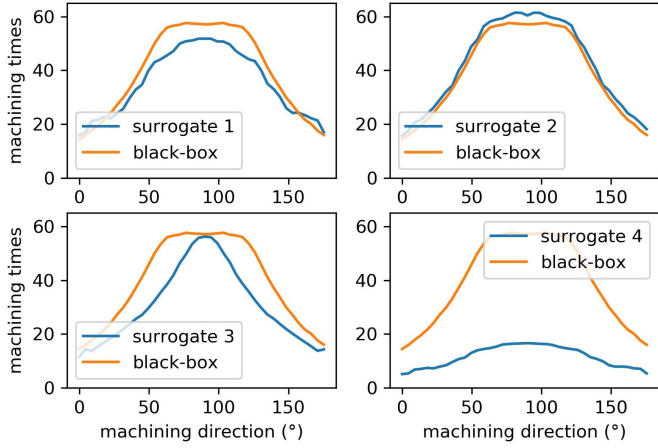 machining times
60
40
20
0
surrogate 1
black-box
0 50 100 150
60
40
20
0
surrogate 2
black-box
0 50 100 150
machining times
60
40
20
0
surrogate 3
black-box
0 50 100 150
machining direction (°)
60
40
20
0
surrogate 4
black-box
0 50 100 150
machining direction (°)